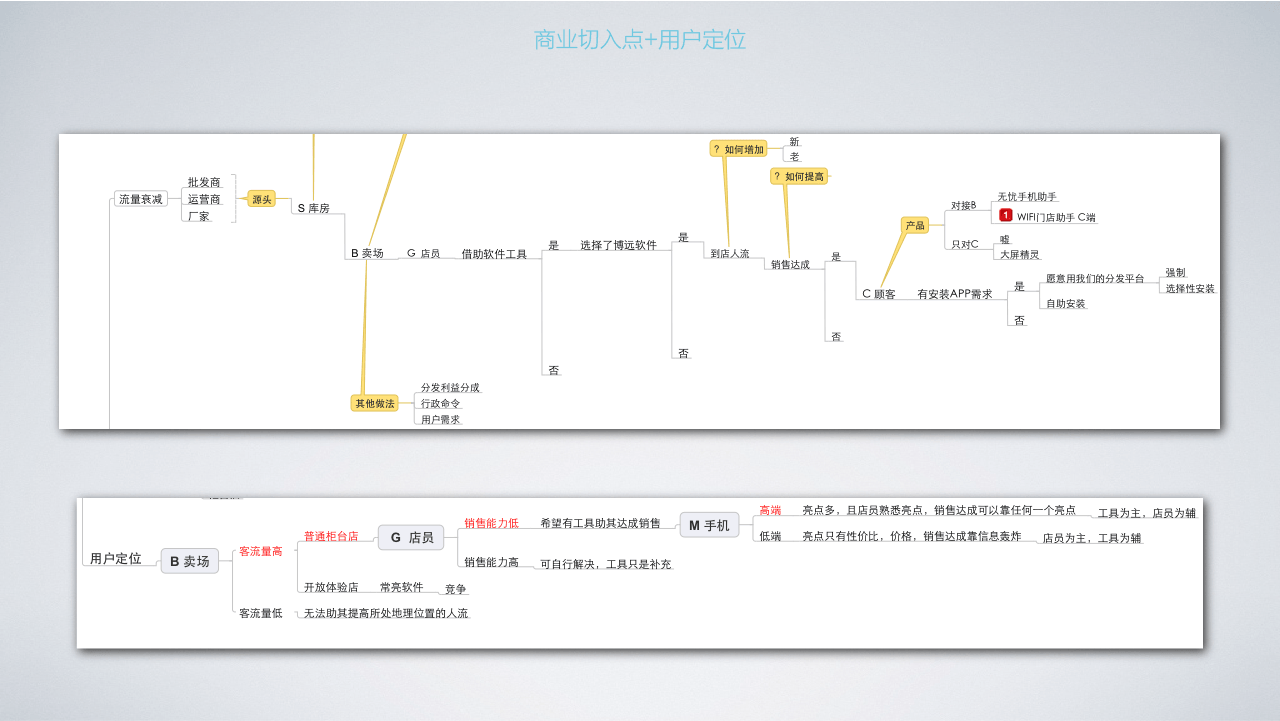 商业切入点+用户定位
流量衰减
批发商
运营商
厂家
源头
S 库房
B 卖场
G 店员
借助软件工具
是
选择了博远软件
是
? 如何增加
新
老
? 如何提高
到店人流
销售达成
是
产品
对接B
无忧手机助手
1 WIFI门店助手 C端
只对C
嘘
大屏精灵
C 顾客
有安装APP需求
是
愿意用我们的分发平台
强制
选择性安装
自助安装
否
否
否
否
其他做法
分发利益分成
行政命令
用户需求
用户定位
B 卖场
客流量高
普通柜台店
G 店员
销售能力低
希望有工具助其达成销售
M 手机
高端
亮点多，且店员熟悉亮点，销售达成可以靠任何一个亮点
工具为主，店员为辅
低端
亮点只有性价比，价格，销售达成靠信息轰炸
店员为主，工具为辅
销售能力高
可自行解决，工具只是补充
开放体验店
常亮软件
竞争
客流量低
无法助其提高所处地理位置的人流